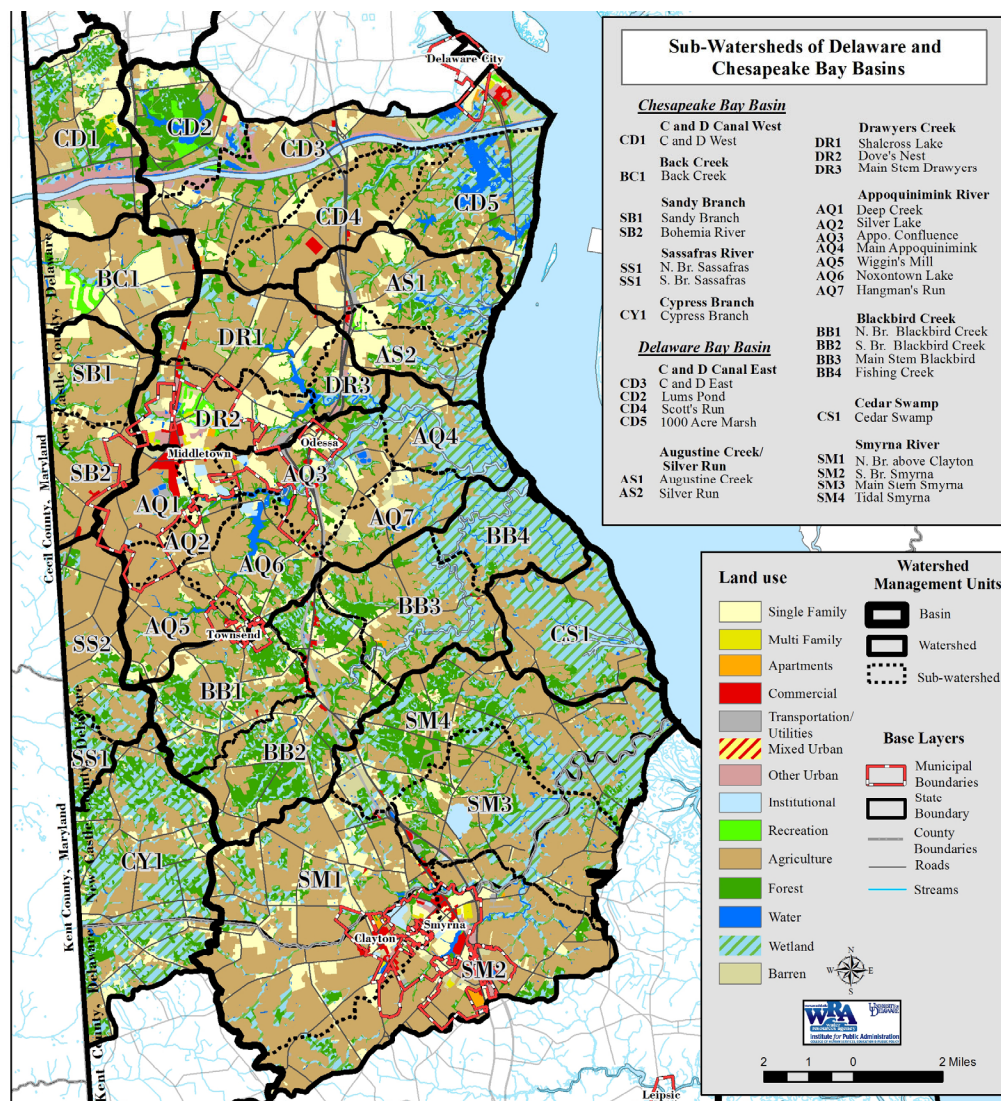 Sub-Watersheds of Delaware and
Chesapeake Bay Basins
Chesapeake Bay Basin
C and D Canal West
CD1 C and D West
Back Creek
BC1 Back Creek
Sandy Branch
SB1 Sandy Branch
SB2 Bohemia River
Sassafras River
SS1 N. Br. Sassafras
SS1 S. Br. Sassafras
Cypress Branch
CY1 Cypress Branch
Delaware Bay Basin
C and D Canal East
CD3 C and D East
CD2 Lums Pond
CD4 Scott's Run
CD5 1000 Acre Marsh
Augustine Creek/
Silver Run
AS1 Augustine Creek
AS2 Silver Run
Drawyers Creek
DR1 Shalcross Lake
DR2 Dove's Nest
DR3 Main Stem Drawyers
Appoquinimink River
AQ1 Deep Creek
AQ2 Silver Lake
AQ3 Appo. Confluence
AQ4 Main Appoquinimink
AQ5 Wiggin's Mill
AQ6 Noxontown Lake
AQ7 Hangman's Run
Blackbird Creek
BB1 N. Br. Blackbird Creek
BB2 S. Br. Blackbird Creek
BB3 Main Stem Blackbird
BB4 Fishing Creek
Cedar Swamp
CS1 Cedar Swamp
Smyrna River
SM1 N. Br. above Clayton
SM2 S. Br. Smyrna
SM3 Main Stem Smyrna
SM4 Tidal Smyrna
Delaware City
CD1
CD2
CD3
CD4
CD5
BC1
AS1
DR1
AS2
SB1
DR3
DR2
Odessa
AQ4
Middletown
SB2
AQ3
AQ1
AQ7
AQ2
BB4
AQ6
BB3
AQ5
Townsend
CS1
SS2
BB1
SM4
SS1
BB2
SM3
CY1
SM1
Smyrna
Clayton
SM2
Leipsic
New Castle County, Delaware
Cecil County, Maryland
New Castle County, Delaware
Kent County, Maryland
Kent County, Delaware
Land use
Single Family
Multi Family
Apartments
Commercial
Transportation/
Utilities
Mixed Urban
Other Urban
Institutional
Recreation
Agriculture
Forest
Water
Wetland
Barren
Watershed
Management Units
Basin
Watershed
Sub-watershed
Base Layers
Municipal
Boundaries
State
Boundary
County
Boundaries
Roads
Streams
N
W E
S
WRA
Institute for Public Administration
2 1 0 2 Miles